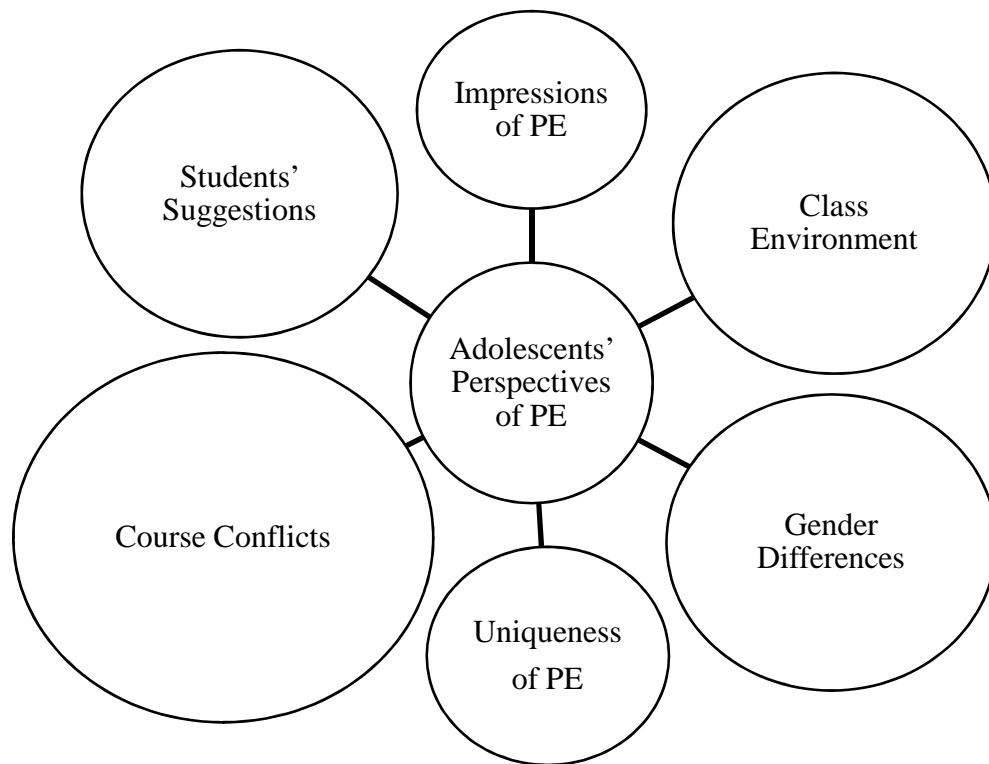 Impressions
of PE
Students’
Suggestions
Class
Environment
Adolescents’
Perspectives
of PE
Course Conflicts
Gender
Differences
Uniqueness
of PE